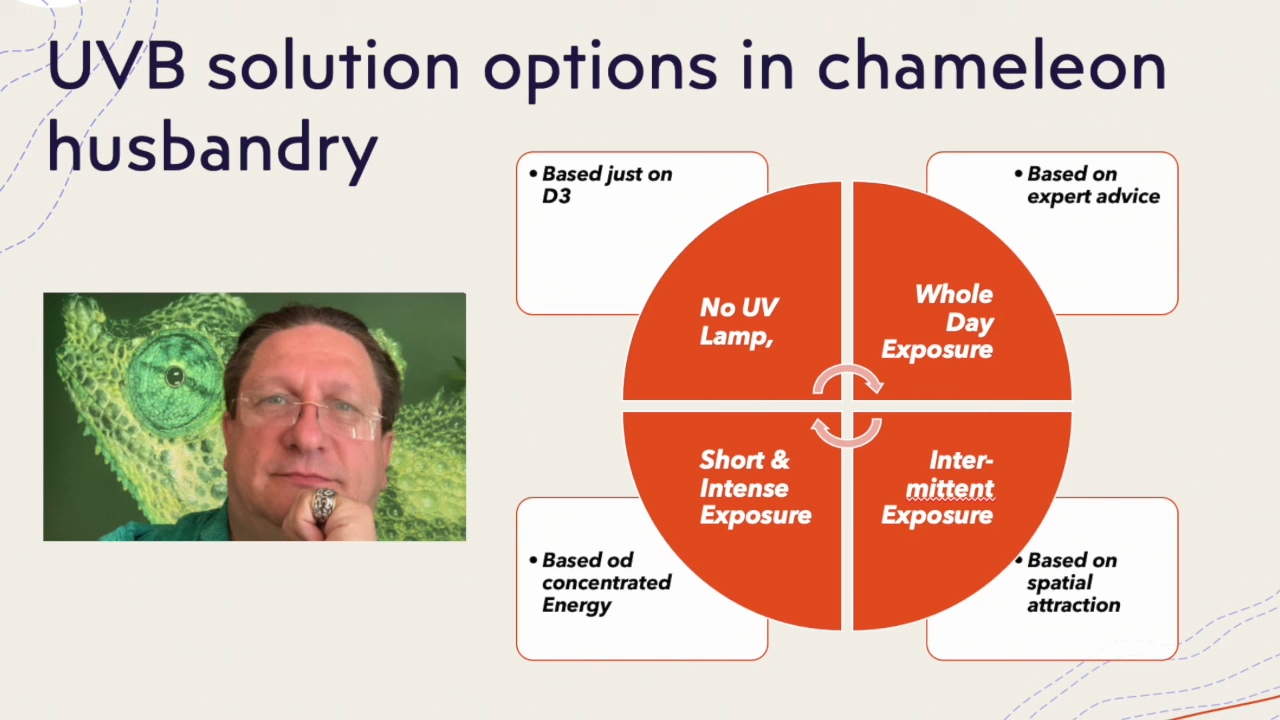 UVB solution options in chameleon
husbandry
• Based just on
D3
• Based on
expert advice
No UV
Lamp,
Whole
Day
Exposure
Short &
Intense
Exposure
Inter-
mittent
Exposure
• Based od
concentrated
Energy
• Based on
spatial
attraction